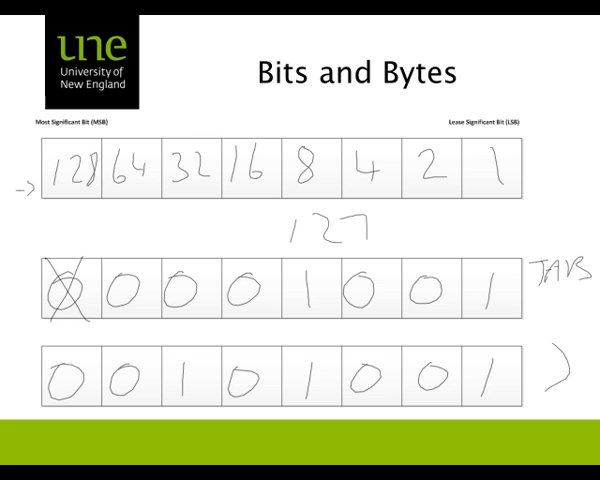 une
University of
New England
Bits and Bytes
Most Significant Bit (MSB) Lease Significant Bit (LSB)
-> 128 64 32 16 8 4 2 1
127
0 0 0 0 1 0 0 1 TAB
0 0 1 0 1 0 0 1 )